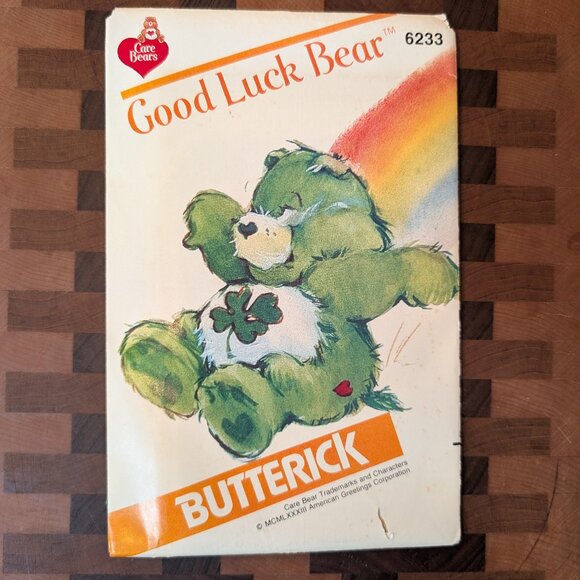 Care
Bears
Good Luck Bear™
6233
BUTTERICK
Care Bear Trademarks and Characters
© MCMLXXXIII American Greetings Corporation